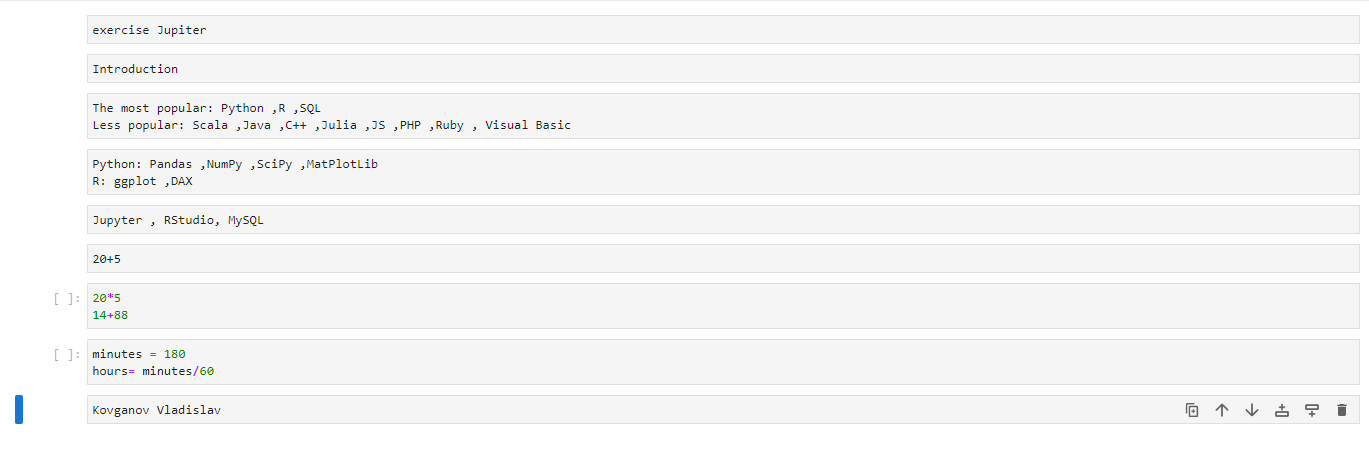 exercise Jupiter
Introduction
The most popular: Python ,R ,SQL
Less popular: Scala ,Java ,C++ ,Julia ,JS ,PHP ,Ruby , Visual Basic
Python: Pandas ,NumPy ,SciPy ,MatPlotLib
R: ggplot ,DAX
Jupyter , RStudio, MySQL
20+5
[ ]: 20*5
14+88
[ ]: minutes = 180
hours= minutes/60
Kovganov Vladislav